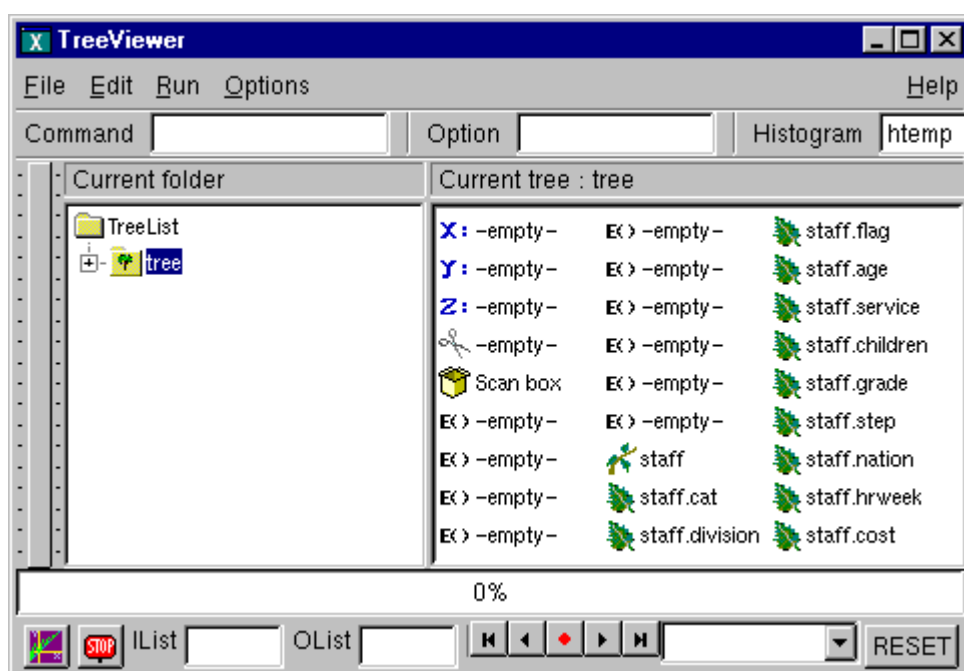 X TreeViewer
File Edit Run Options Help
Command Option Histogram htemp
Current folder Current tree : tree
TreeList
tree
X: -empty- E() -empty- staff.flag
Y: -empty- E() -empty- staff.age
Z: -empty- E() -empty- staff.service
-empty- E() -empty- staff.children
Scan box E() -empty- staff.grade
E() -empty- E() -empty- staff.step
E() -empty- staff staff.nation
E() -empty- staff.cat staff.hrweek
E() -empty- staff.division staff.cost
0%
STOP IList OList RESET